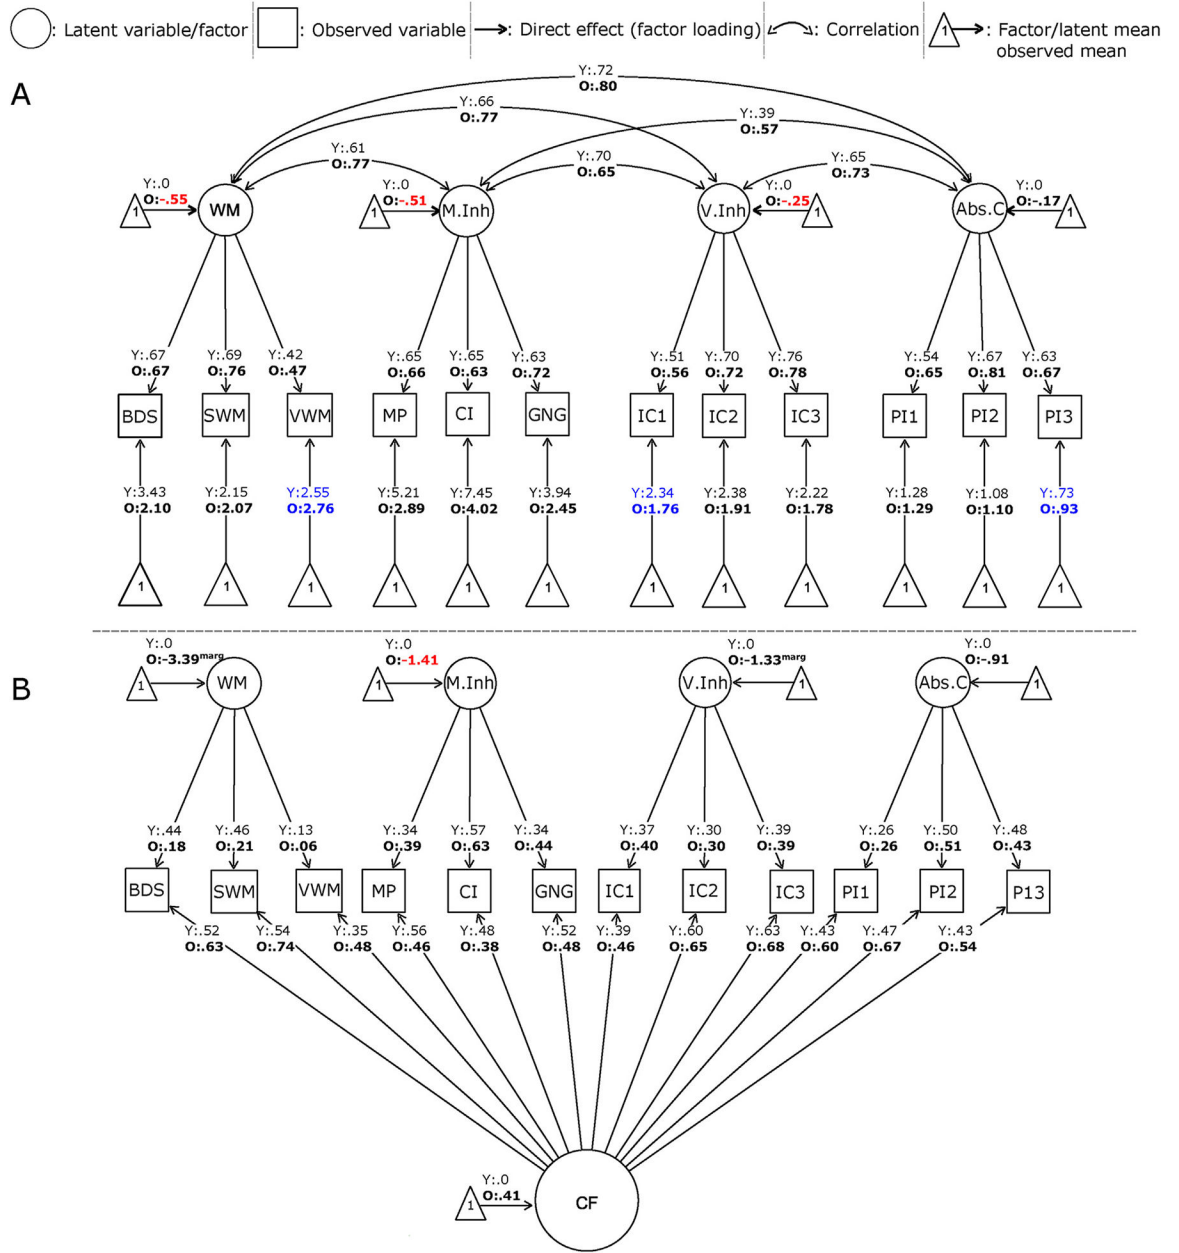 : Latent variable/factor
: Observed variable
: Direct effect (factor loading)
: Correlation
1
: Factor/latent mean
observed mean
A
Y:.72
O:.80
Y:.66
O:.77
Y:.39
O:.57
Y:.61
O:.77
Y:.70
O:.65
Y:.65
O:.73
Y:.0
O:-.55
1
WM
Y:.0
O:-.51
1
M.Inh
V.Inh
Y:.0
O:-.25
1
Abs.C
Y:.0
O:-.17
1
Y:.67
O:.67
Y:.69
O:.76
Y:.42
O:.47
Y:.65
O:.66
Y:.65
O:.63
Y:.63
O:.72
Y:.51
O:.56
Y:.70
O:.72
Y:.76
O:.78
Y:.54
O:.65
Y:.67
O:.81
Y:.63
O:.67
BDS
SWM
VWM
MP
CI
GNG
IC1
IC2
IC3
PI1
PI2
PI3
Y:3.43
O:2.10
Y:2.15
O:2.07
Y:2.55
O:2.76
Y:5.21
O:2.89
Y:7.45
O:4.02
Y:3.94
O:2.45
Y:2.34
O:1.76
Y:2.38
O:1.91
Y:2.22
O:1.78
Y:1.28
O:1.29
Y:1.08
O:1.10
Y:.73
O:.93
1
1
1
1
1
1
1
1
1
1
1
1
B
Y:.0
O:-3.39marg
1
WM
Y:.0
O:-1.41
1
M.Inh
V.Inh
Y:.0
O:-1.33marg
1
Abs.C
Y:.0
O:-.91
1
Y:.44
O:.18
Y:.46
O:.21
Y:.13
O:.06
Y:.34
O:.39
Y:.57
O:.63
Y:.34
O:.44
Y:.37
O:.40
Y:.30
O:.30
Y:.39
O:.39
Y:.26
O:.26
Y:.50
O:.51
Y:.48
O:.43
BDS
SWM
VWM
MP
CI
GNG
IC1
IC2
IC3
PI1
PI2
P13
Y:.52
O:.63
Y:.54
O:.74
Y:.35
O:.48
Y:.56
O:.46
Y:.48
O:.38
Y:.52
O:.48
Y:.39
O:.46
Y:.60
O:.65
Y:.63
O:.68
Y:.43
O:.60
Y:.47
O:.67
Y:.43
O:.54
Y:.0
O:.41
1
CF